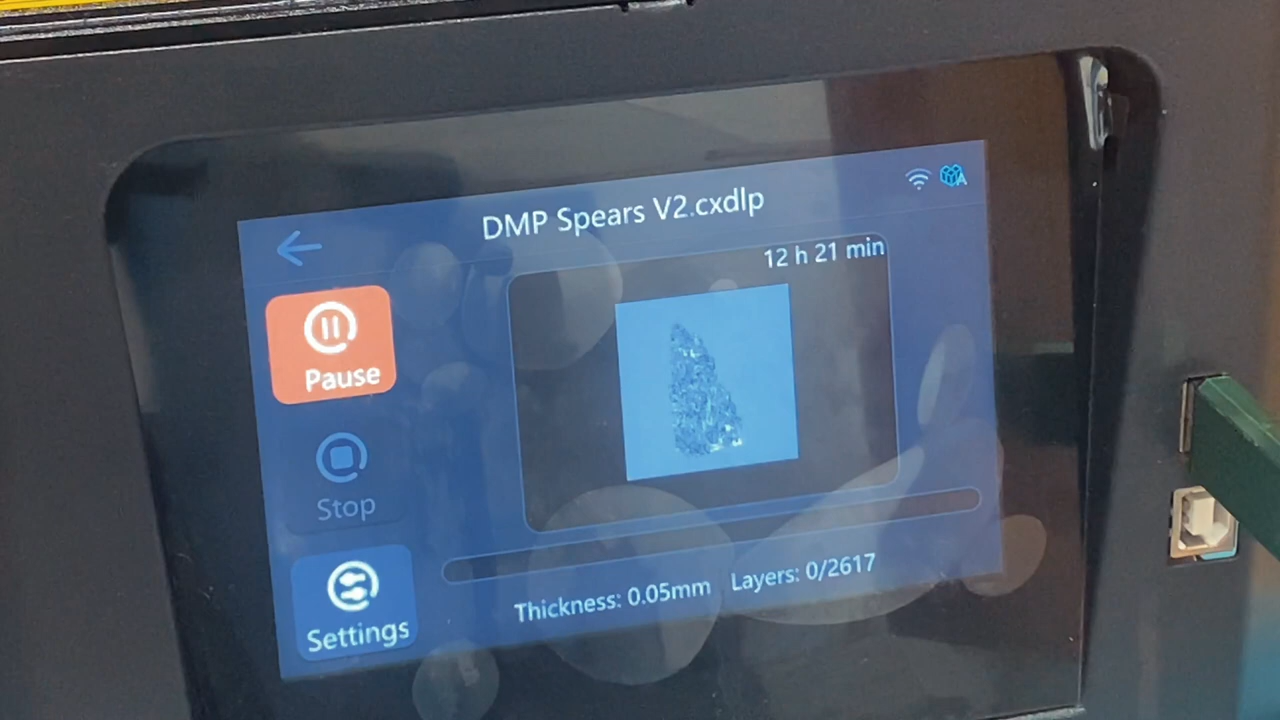 DMP Spears V2.cxdlp
12 h 21 min
Pause
Stop
Settings
Thickness: 0.05mm Layers: 0/2617